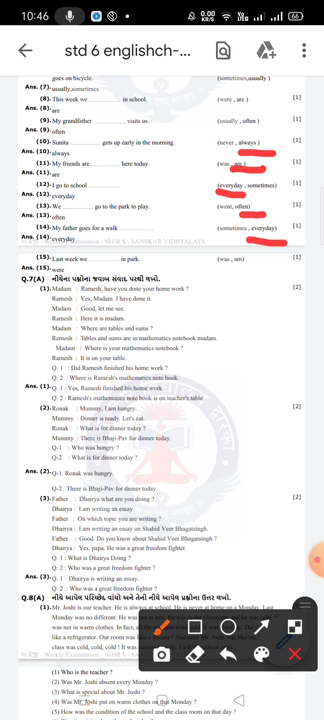 10:46
0.00 KB/S
66
std 6 englishch-...
goes on bicycle. (sometimes,usually )
Ans. (7). usually,sometimes
(8). This week we ............... in school. (were , are ) [1]
Ans. (8). are
(9). My grandfather ............... visits us. (usually , often ) [1]
Ans. (9). often
(10). Sunita ............... gets up early in the morning. (never , always ) [1]
Ans. (10). always
(11). My friends are ............... here today. (was , are ) [1]
Ans. (11). are
(12). I go to school ............... (everyday , sometimes) [1]
Ans. (12). everyday
(13). We ............... go to the park to play. (went, often) [1]
Ans. (13). often
(14). My father goes for a walk ............... . (sometimes , everyday ) [1]
Ans. (14). everyday
SANSKAR VIDHYALAYA
(15). Last week we ............... in park. (was , am) [1]
Ans. (15). were
Q.7(A) નીચેના પ્રશ્નોના જવાબ સંવાદ પરથી લખો.
(1). Madam : Ramesh, have you done your home work ? [2]
Ramesh : Yes, Madam. I have done it.
Madam : Good, let me see.
Ramesh : Here it is madam.
Madam : Where are tables and sums ?
Ramesh : Tables and sums are in mathematics notebook madam.
Madam : Where is your mathematics notebook ?
Ramesh : It is on your table.
Q. 1 : Did Ramesh finished his home work ?
Q. 2 : Where is Ramesh's mathematics note book.
Ans. (1). Q. 1 : Yes, Ramesh finished his home work.
Q. 2 : Ramesh's mathematics note book is on teacher's table.
(2). Ronak : Mummy, I am hungry. [2]
Mummy : Dinner is ready. Let's eat.
Ronak : What is for dinner today ?
Mummy : There is Bhaji-Pav for dinner today.
Q-1 : Who was hungry ?
Q-2 : What is for dinner today ?
Ans. (2). Q-1. Ronak was hungry.
Q-2 . There is Bhaji-Pav for dinner today.
(3). Father : Dhairya what are you doing ? [2]
Dhairya : I am writing an essay.
Father : On which topic you are writing ?
Dhairya : I am writing an essay on Shahid Veer Bhagatsingh.
Father : Good. Do you know about Shahid Veer Bhagatsingh ?
Dhairya : Yes, papa. He was a great freedom fighter.
Q. 1 : What is Dhairya Doing ?
Q. 2 : Who was a great freedom fighter ?
Ans. (3). Q. 1 : Dhairya is writing an essay.
Q. 2 : Who was a great freedom fighter ?
Q.8(A) નીચે આપેલ પરિચ્છેદ વાંચો અને તેની નીચે આપેલ પ્રશ્નોના ઉત્તર લખો.
(1). Mr. Joshi is our teacher. He is always at school. He is never at home on a Monday. Last
Monday was no different. He was not
was not in warm clothes. In fact, all
like a refrigerator. Our room was like
class was cold, cold, cold !
(1) Who is the teacher ?
(2) Was Mr. Joshi absent every Monday ?
(3) What is special about Mr. Joshi ?
(4) Was Mr. Joshi put on warm clothes on that Monday ?
(5) How was the condition of the school and the class room on that day ?